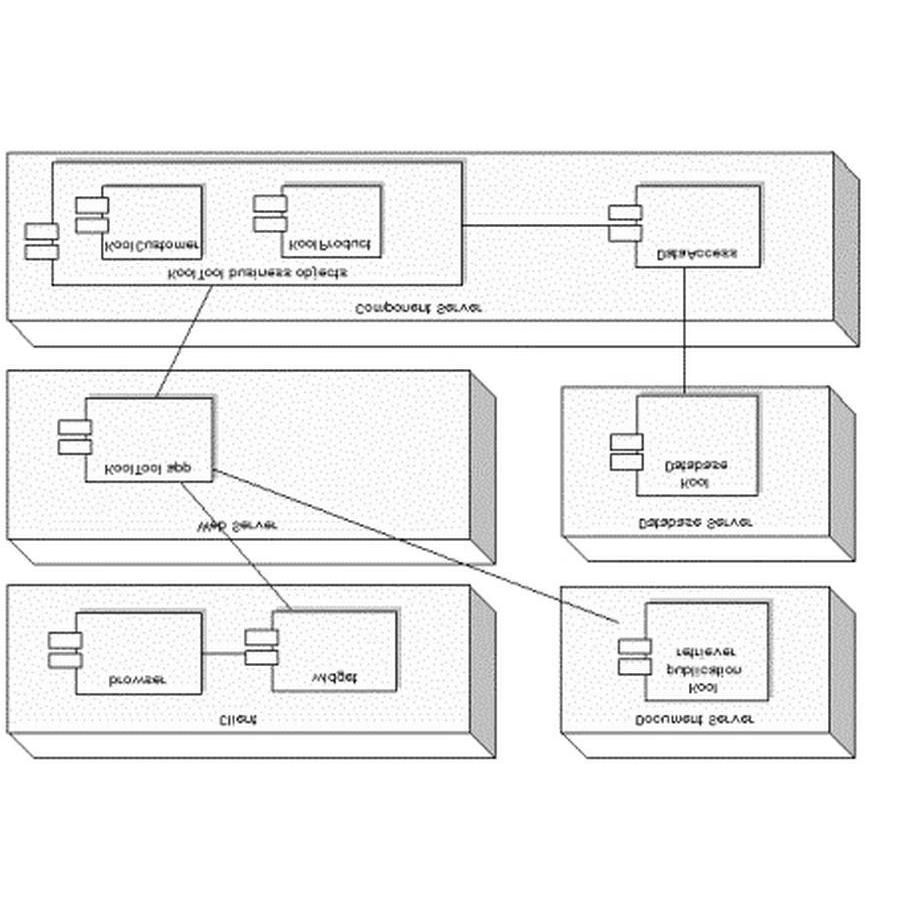 Client
browser
widget
Document Server
Kool
publication
retriever
Web Server
KoolTool app
Database Server
Kool
Database
Component Server
KoolTool business objects
KoolCustomer
KoolProduct
DataAccess